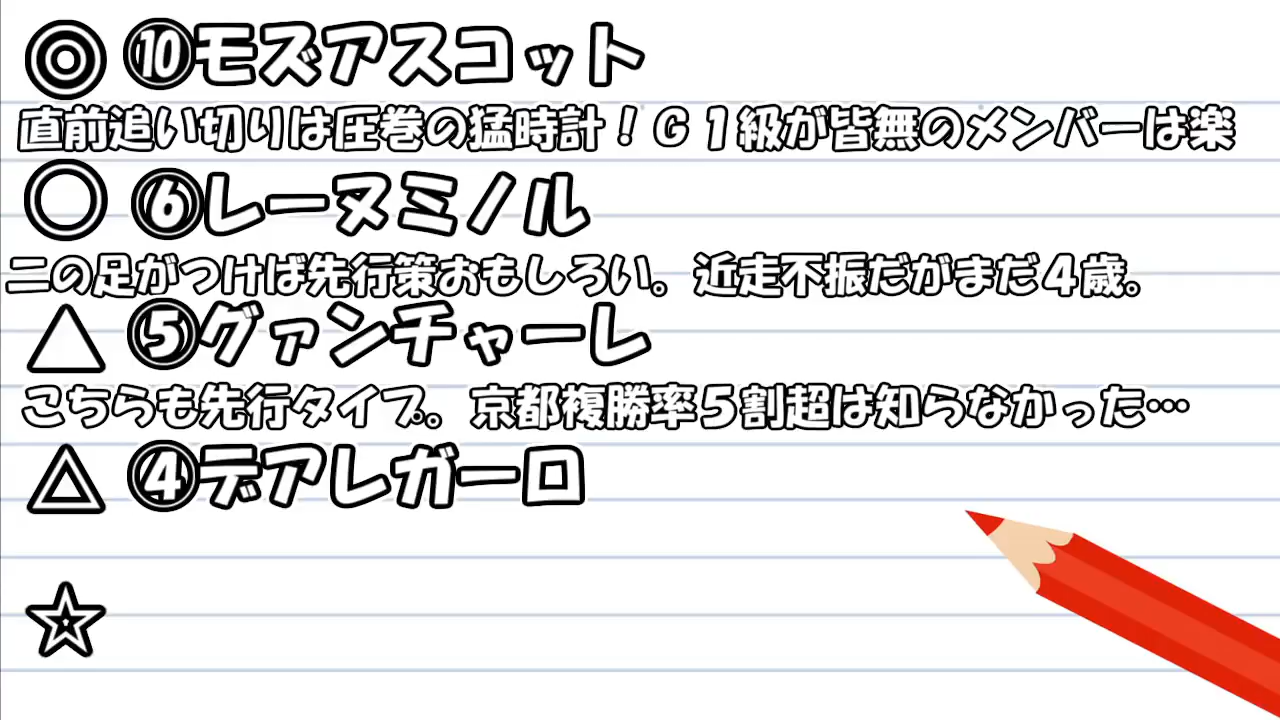 ◎ ⑩モズアスコット
直前追い切りは圧巻の猛時計！Ｇ１級が皆無のメンバーは楽
○ ⑥レーヌミノル
二の足がつけば先行策おもしろい。近走不振だがまだ４歳。
△ ⑤グァンチャーレ
こちらも先行タイプ。京都複勝率５割超は知らなかった…
△ ④デアレガーロ
☆